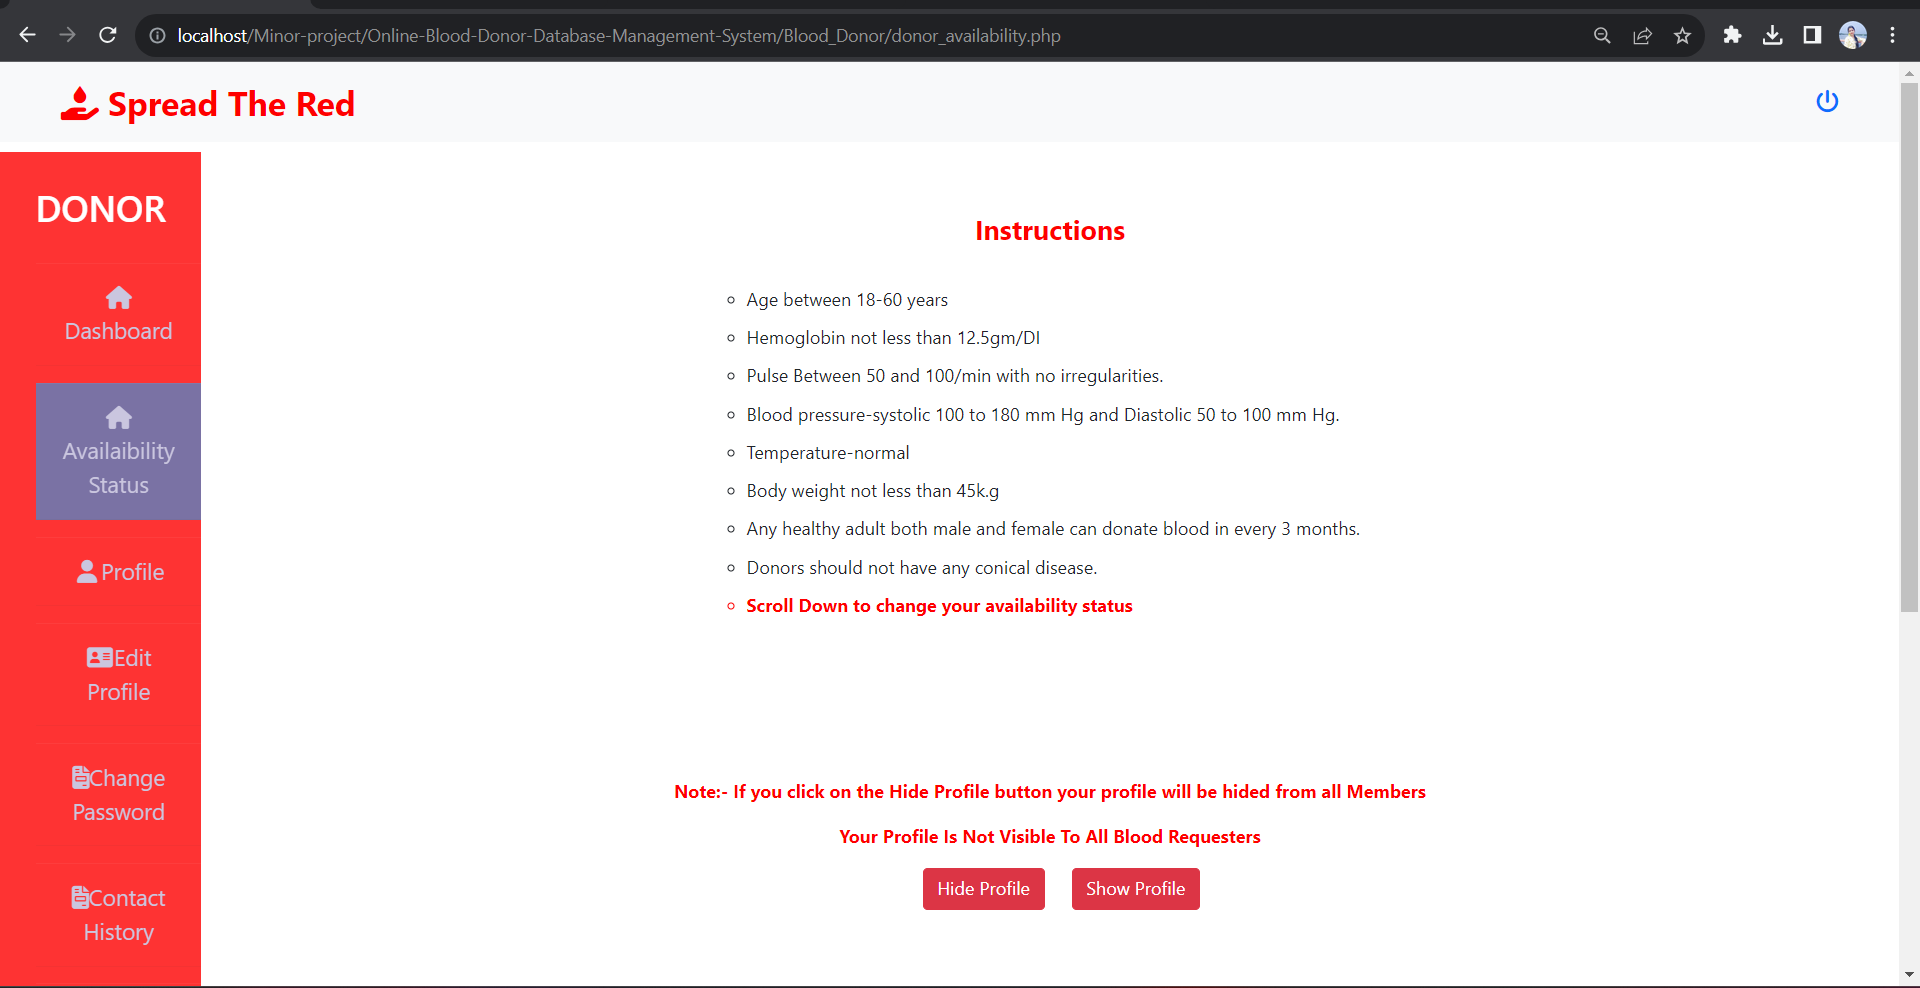 localhost/Minor-project/Online-Blood-Donor-Database-Management-System/Blood_Donor/donor_availability.php
Spread The Red
DONOR
Dashboard
Availaibility
Status
Profile
Edit
Profile
Change
Password
Contact
History
Instructions
Age between 18-60 years
Hemoglobin not less than 12.5gm/DI
Pulse Between 50 and 100/min with no irregularities.
Blood pressure-systolic 100 to 180 mm Hg and Diastolic 50 to 100 mm Hg.
Temperature-normal
Body weight not less than 45k.g
Any healthy adult both male and female can donate blood in every 3 months.
Donors should not have any conical disease.
Scroll Down to change your availability status
Note:- If you click on the Hide Profile button your profile will be hided from all Members
Your Profile Is Not Visible To All Blood Requesters
Hide Profile
Show Profile